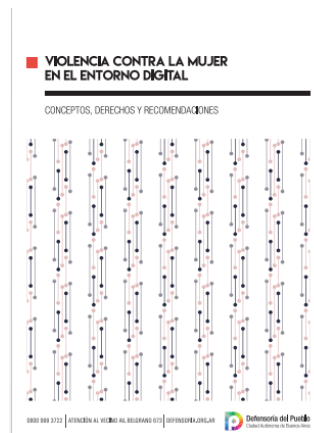 VIOLENCIA CONTRA LA MUJER
EN EL ENTORNO DIGITAL
CONCEPTOS, DERECHOS Y RECOMENDACIONES
0800 999 3722 | ATENCIÓN AL VECINO AV. BELGRANO 673 | DEFENSORIA.ORG.AR
Defensoría del Pueblo
Ciudad Autónoma de Buenos Aires